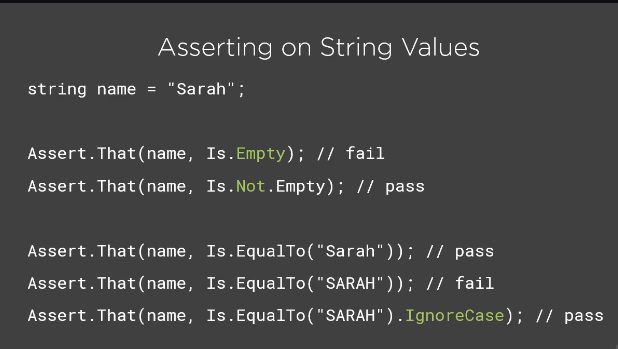 Asserting on String Values
string name = "Sarah";
Assert.That(name, Is.Empty); // fail
Assert.That(name, Is.Not.Empty); // pass
Assert.That(name, Is.EqualTo("Sarah")); // pass
Assert.That(name, Is.EqualTo("SARAH")); // fail
Assert.That(name, Is.EqualTo("SARAH").IgnoreCase); // pass